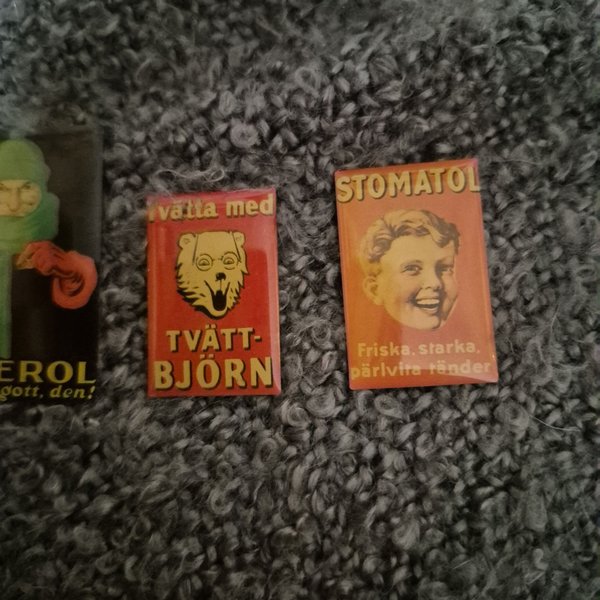 EROL
gott, den!
Tvätta med
TVÄTT-
BJÖRN
STOMATOL
Friska, starka,
pärlvita tänder